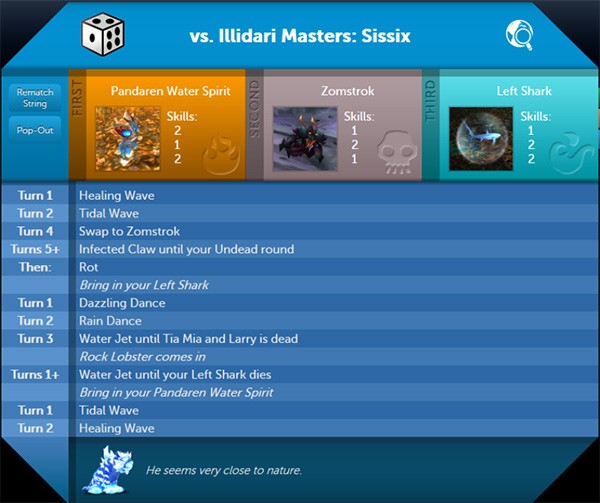 vs. Illidari Masters: Sissix
Rematch
String
Pop-Out
FIRST
Pandaren Water Spirit
Skills:
2
1
1
SECOND
Zomstrok
Skills:
1
2
1
THIRD
Left Shark
Skills:
1
2
2
Turn 1 Healing Wave
Turn 2 Tidal Wave
Turn 4 Swap to Zomstrok
Turns 5+ Infected Claw until your Undead round
Then: Rot
Bring in your Left Shark
Turn 1 Dazzling Dance
Turn 2 Rain Dance
Turn 3 Water Jet until Tia Mia and Larry is dead
Rock Lobster comes in
Turns 1+ Water Jet until your Left Shark dies
Bring in your Pandaren Water Spirit
Turn 1 Tidal Wave
Turn 2 Healing Wave
He seems very close to nature.